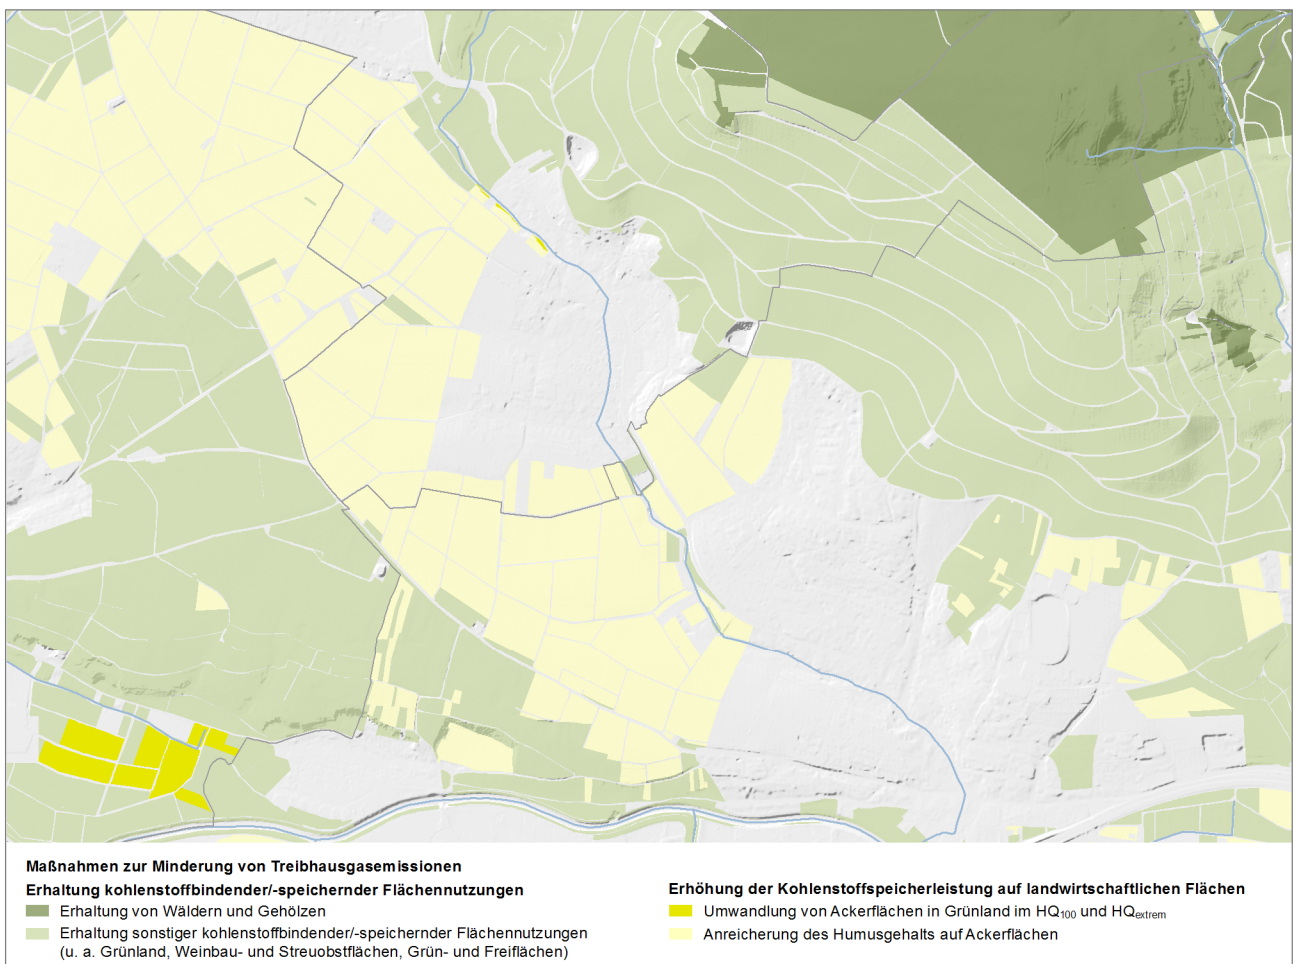 Maßnahmen zur Minderung von Treibhausgasemissionen
Erhaltung kohlenstoffbindender/-speichernder Flächennutzungen
Erhaltung von Wäldern und Gehölzen
Erhaltung sonstiger kohlenstoffbindender/-speichernder Flächennutzungen
(u. a. Grünland, Weinbau- und Streuobstflächen, Grün- und Freiflächen)
Erhöhung der Kohlenstoffspeicherleistung auf landwirtschaftlichen Flächen
Umwandlung von Ackerflächen in Grünland im HQ100 und HQextrem
Anreicherung des Humusgehalts auf Ackerflächen